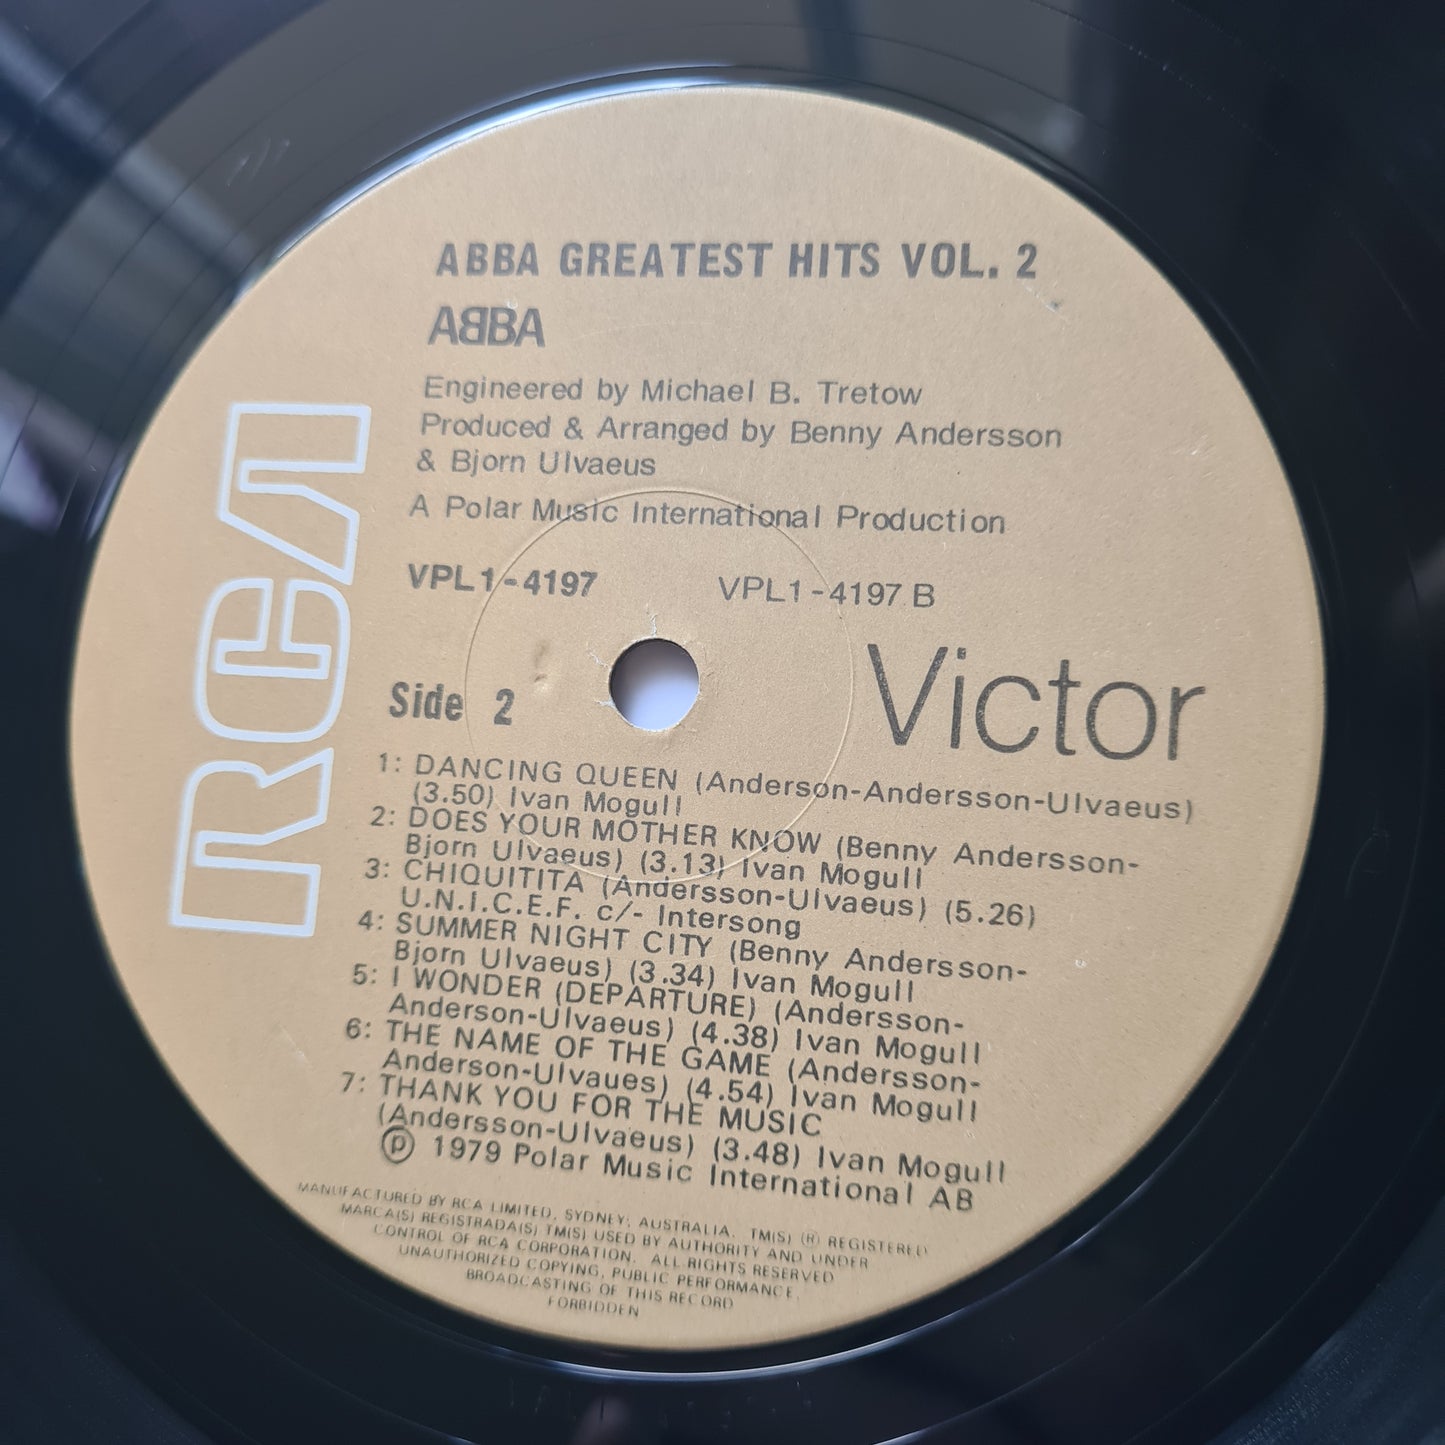 ABBA GREATEST HITS VOL. 2
ABBA
Engineered by Michael B. Tretow
Produced & Arranged by Benny Andersson
& Bjorn Ulvaeus
A Polar Music International Production
VPL1-4197 VPL1-4197 B
RCA
Victor
Side 2
1: DANCING QUEEN (Anderson-Andersson-Ulvaeus)
(3.50) Ivan Mogull
2: DOES YOUR MOTHER KNOW (Benny Andersson-
Bjorn Ulvaeus) (3.13) Ivan Mogull
3: CHIQUITITA (Andersson-Ulvaeus) (5.26)
U.N.I.C.E.F. c/- Intersong
4: SUMMER NIGHT CITY (Benny Andersson-
Bjorn Ulvaeus) (3.34) Ivan Mogull
5: I WONDER (DEPARTURE) (Andersson-
Anderson-Ulvaeus) (4.38) Ivan Mogull
6: THE NAME OF THE GAME (Andersson-
Anderson-Ulvaues) (4.54) Ivan Mogull
7: THANK YOU FOR THE MUSIC
(Andersson-Ulvaeus) (3.48) Ivan Mogull
℗ 1979 Polar Music International AB
MANUFACTURED BY RCA LIMITED, SYDNEY; AUSTRALIA. TM(S) (R) REGISTERED
MARCA(S) REGISTRADA(S) TM(S) USED BY AUTHORITY AND UNDER
CONTROL OF RCA CORPORATION. ALL RIGHTS RESERVED
UNAUTHORIZED COPYING, PUBLIC PERFORMANCE,
BROADCASTING OF THIS RECORD
FORBIDDEN